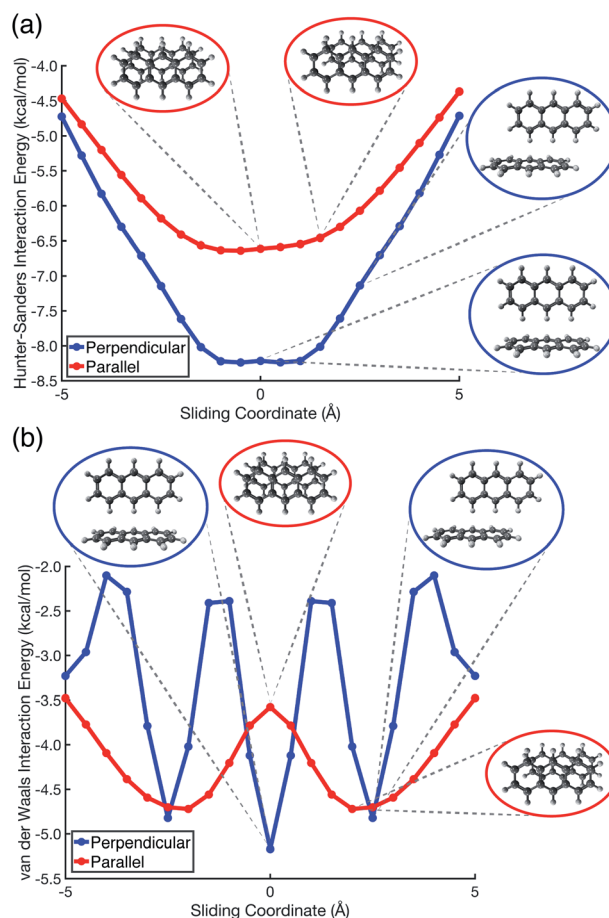 (a)
Hunter-Sanders Interaction Energy (kcal/mol)
-4.0
-4.5
-5.0
-5.5
-6.0
-6.5
-7.0
-7.5
-8.0
-8.5
Perpendicular
Parallel
-5
0
5
Sliding Coordinate (Å)
(b)
van der Waals Interaction Energy (kcal/mol)
-2.0
-2.5
-3.0
-3.5
-4.0
-4.5
-5.0
-5.5
Perpendicular
Parallel
-5
0
5
Sliding Coordinate (Å)